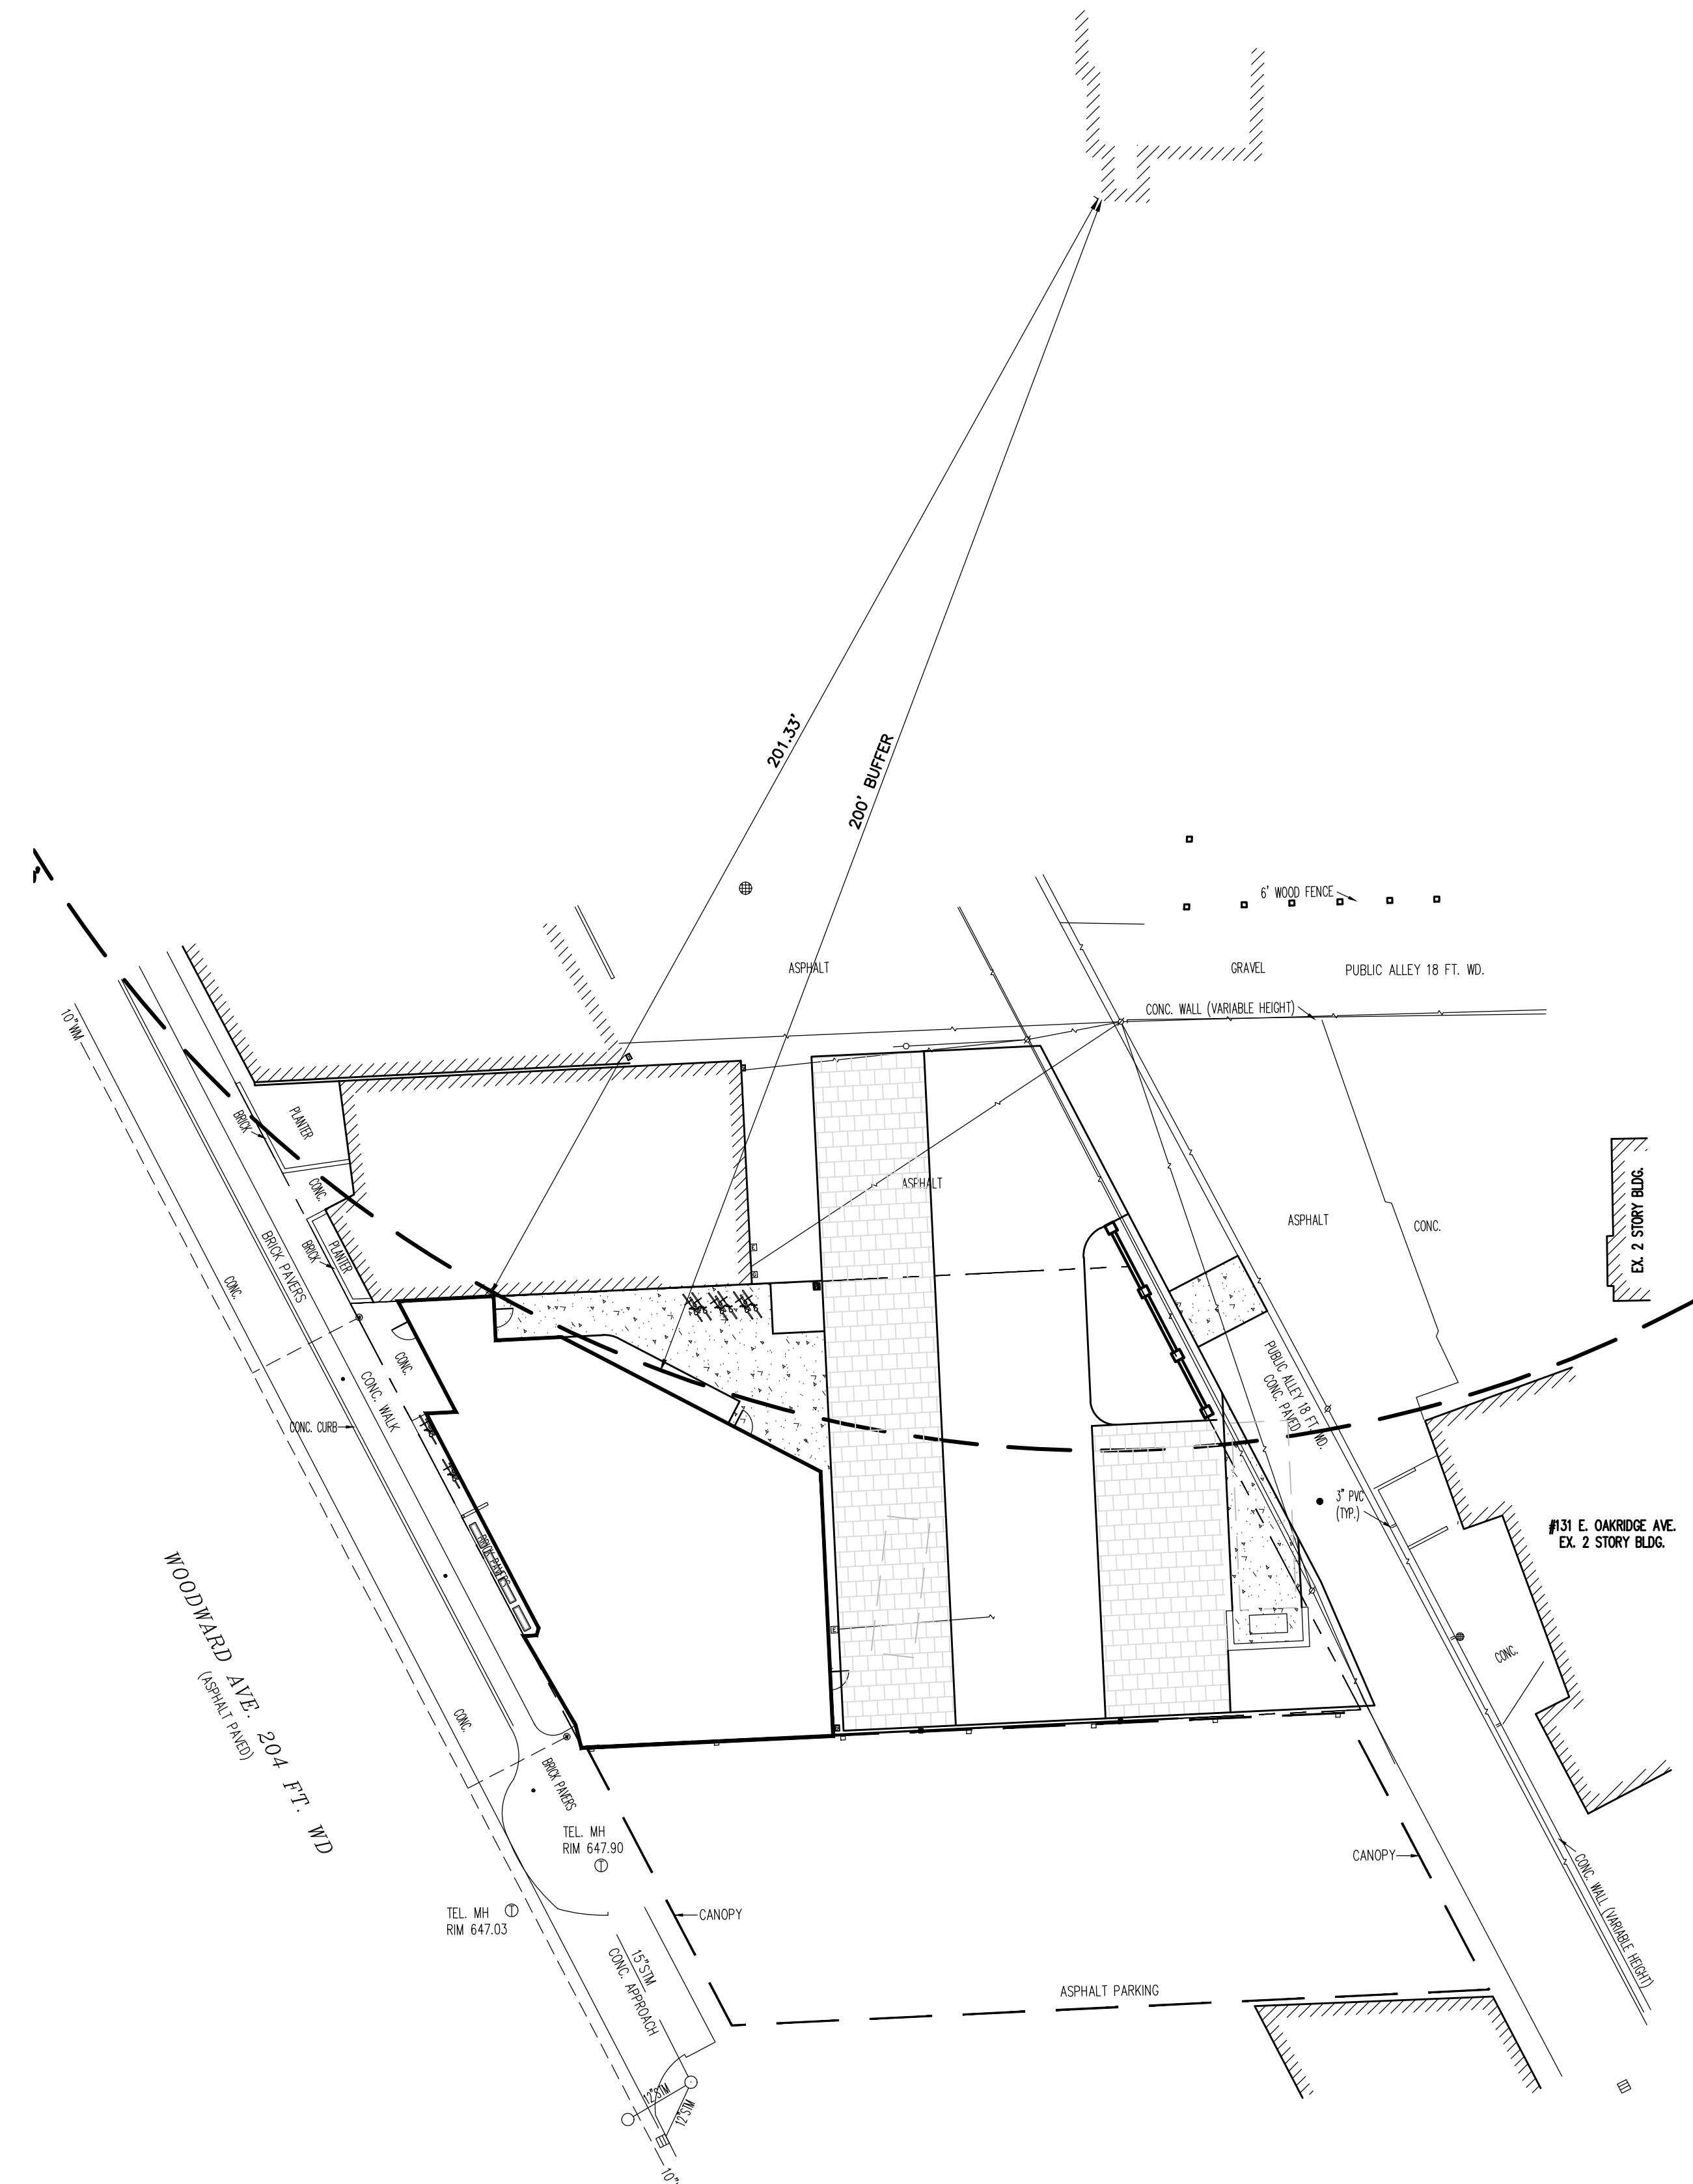 201.33'
200' BUFFER
6' WOOD FENCE
ASPHALT
GRAVEL
PUBLIC ALLEY 18 FT. WD.
CONC. WALL (VARIABLE HEIGHT)
10"WM
BRICK
PLANTER
CONC.
ASPHALT
EX. 2 STORY BLDG.
ASPHALT
CONC.
BRICK PAVERS
BRICK
PLANTER
CONC.
CONC. WALK
CONC.
CONC. CURB
PUBLIC ALLEY 18 FT. WD.
CONC. PAVED
3" PVC
(TYP.)
#131 E. OAKRIDGE AVE.
EX. 2 STORY BLDG.
BRICK PAVERS
WOODWARD AVE. 204 FT. WD
(ASPHALT PAVED)
CONC.
CONC.
BRICK PAVERS
TEL. MH
RIM 647.90
T
CANOPY
CONC. WALL (VARIABLE HEIGHT)
TEL. MH
RIM 647.03
T
CANOPY
15"STM
CONC. APPROACH
ASPHALT PARKING
12"STM
12"STM
10"